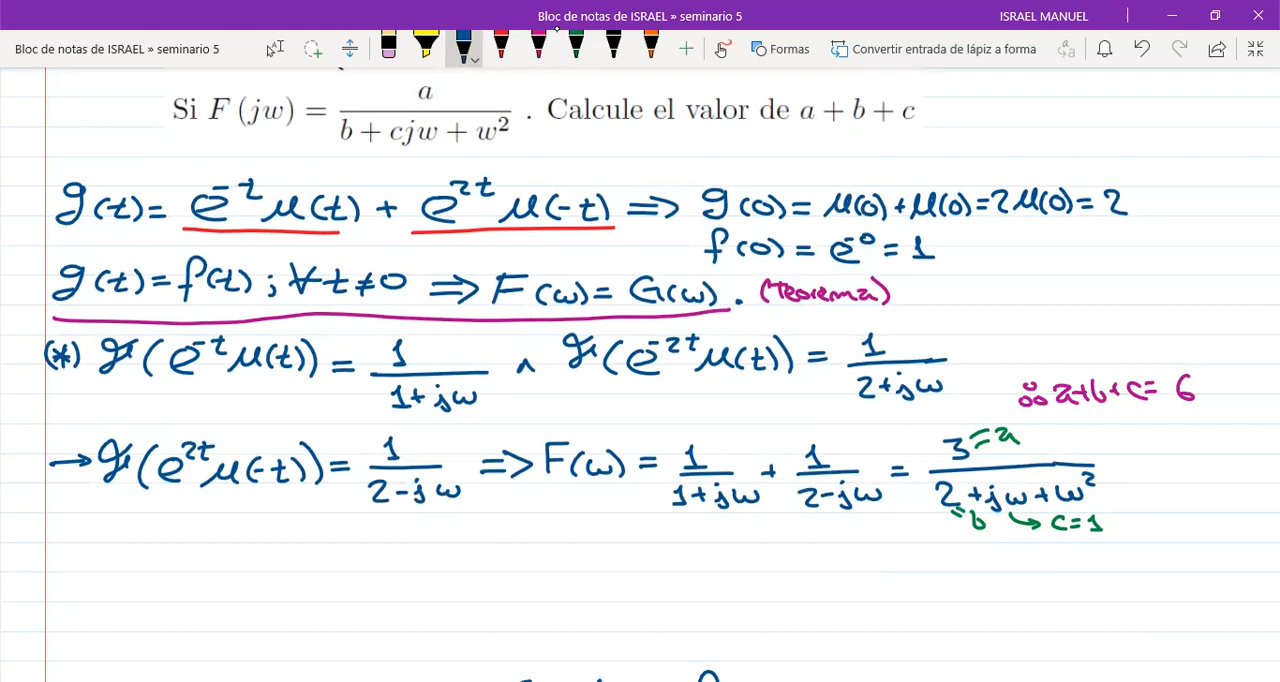 Bloc de notas de ISRAEL » seminario 5
ISRAEL MANUEL
Bloc de notas de ISRAEL » seminario 5
Formas
Convertir entrada de lápiz a forma
Si F (jw) = a / (b + cjw + w²) . Calcule el valor de a + b + c
g(t) = e^-t μ(t) + e^2t μ(-t) ⟹ g(0) = μ(0) + μ(0) = 2μ(0) = 2
f(0) = e^-0 = 1
g(t) = f(t) ; ∀ t ≠ 0 ⟹ F(ω) = G(ω) . (teorema)
(*) ℱ(e^-t μ(t)) = 1 / (1 + jω) ∧ ℱ(e^-2t μ(t)) = 1 / (2 + jω)
∴ a+b+c = 6
→ ℱ(e^2t μ(-t)) = 1 / (2 - jω) ⟹ F(ω) = 1 / (1 + jω) + 1 / (2 - jω) = 3 / (2 + jω + ω²)
= a
= b ↳ c = 1